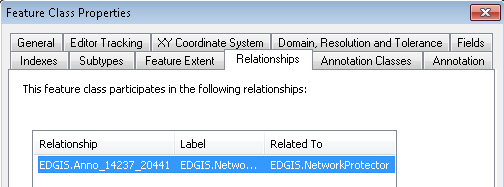 Feature Class Properties
General Editor Tracking XY Coordinate System Domain, Resolution and Tolerance Fields
Indexes Subtypes Feature Extent Relationships Annotation Classes Annotation
This feature class participates in the following relationships:
Relationship Label Related To
EDGIS.Anno_14237_20441 EDGIS.Netwo... EDGIS.NetworkProtector